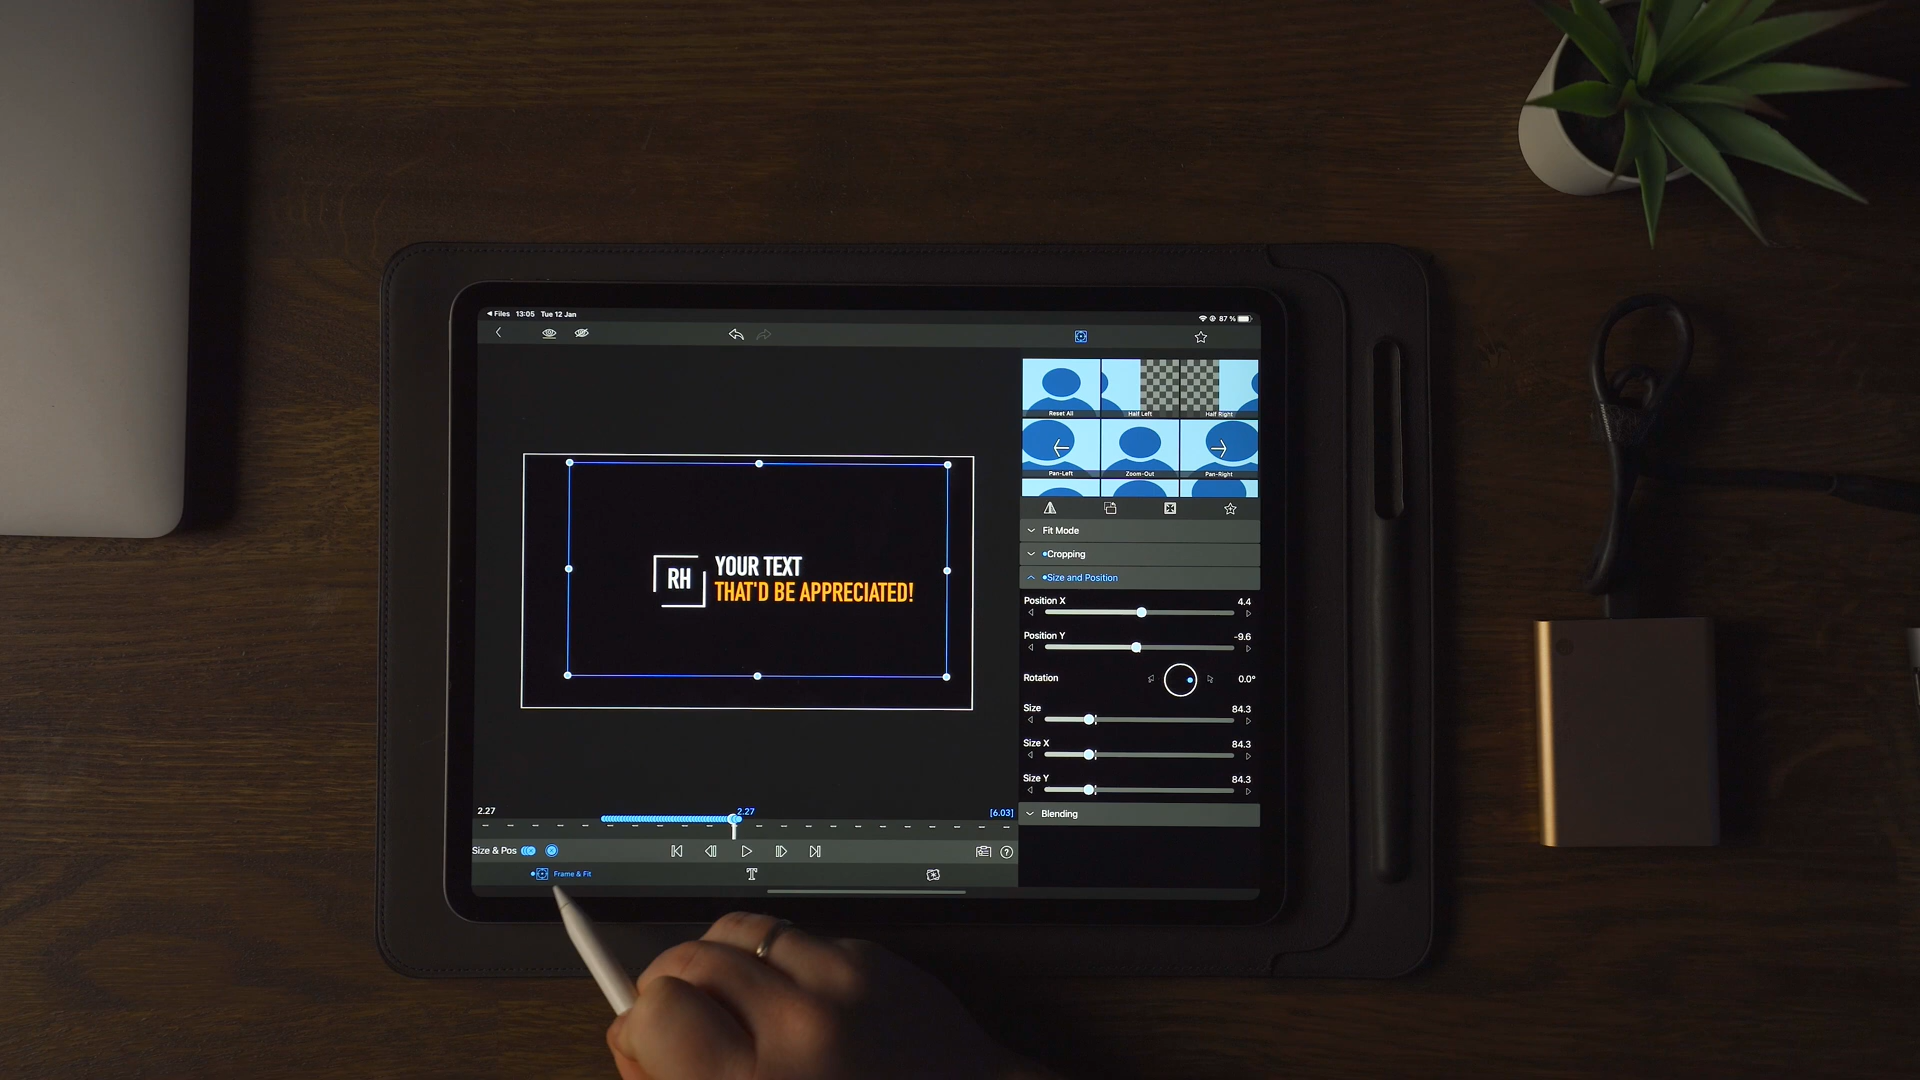 Files 13:05 Tue 12 Jan
87 %
Reset All
Half Left
Half Right
Pan-Left
Zoom-Out
Pan-Right
Fit Mode
Cropping
Size and Position
Position X 4.4
Position Y -9.6
Rotation 0.0°
Size 84.3
Size X 84.3
Size Y 84.3
Blending
RH
YOUR TEXT
THAT'D BE APPRECIATED!
2.27
2.27
[6.03]
Size & Pos
Frame & Fit
T